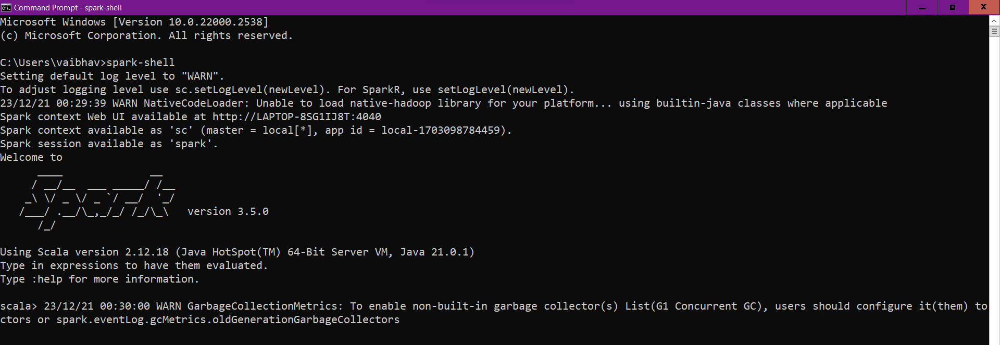 Command Prompt - spark-shell
Microsoft Windows [Version 10.0.22000.2538]
(c) Microsoft Corporation. All rights reserved.
C:\Users\vaibhav>spark-shell
Setting default log level to "WARN".
To adjust logging level use sc.setLogLevel(newLevel). For SparkR, use setLogLevel(newLevel).
23/12/21 00:29:39 WARN NativeCodeLoader: Unable to load native-hadoop library for your platform... using builtin-java classes where applicable
Spark context Web UI available at http://LAPTOP-8SG1IJ8T:4040
Spark context available as 'sc' (master = local[*], app id = local-1703098784459).
Spark session available as 'spark'.
Welcome to
      ____              __
     / __/__  ___ _____/ /__
    _\ \/ _ \/ _ `/ __/  '_/
   /___/ .__/\_,_/_/ /_/\_\   version 3.5.0
      /_/
Using Scala version 2.12.18 (Java HotSpot(TM) 64-Bit Server VM, Java 21.0.1)
Type in expressions to have them evaluated.
Type :help for more information.
scala> 23/12/21 00:30:00 WARN GarbageCollectionMetrics: To enable non-built-in garbage collector(s) List(G1 Concurrent GC), users should configure it(them) to
ctors or spark.eventLog.gcMetrics.oldGenerationGarbageCollectors